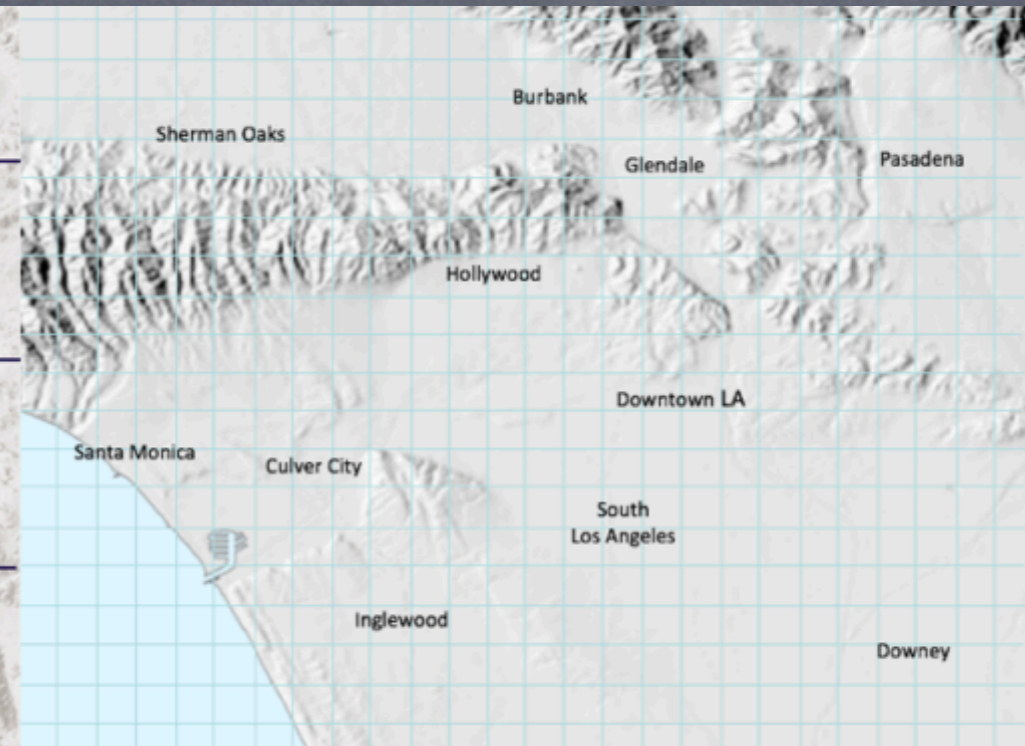 Burbank
Sherman Oaks
Glendale
Pasadena
Hollywood
Downtown LA
Santa Monica
Culver City
South
Los Angeles
Inglewood
Downey